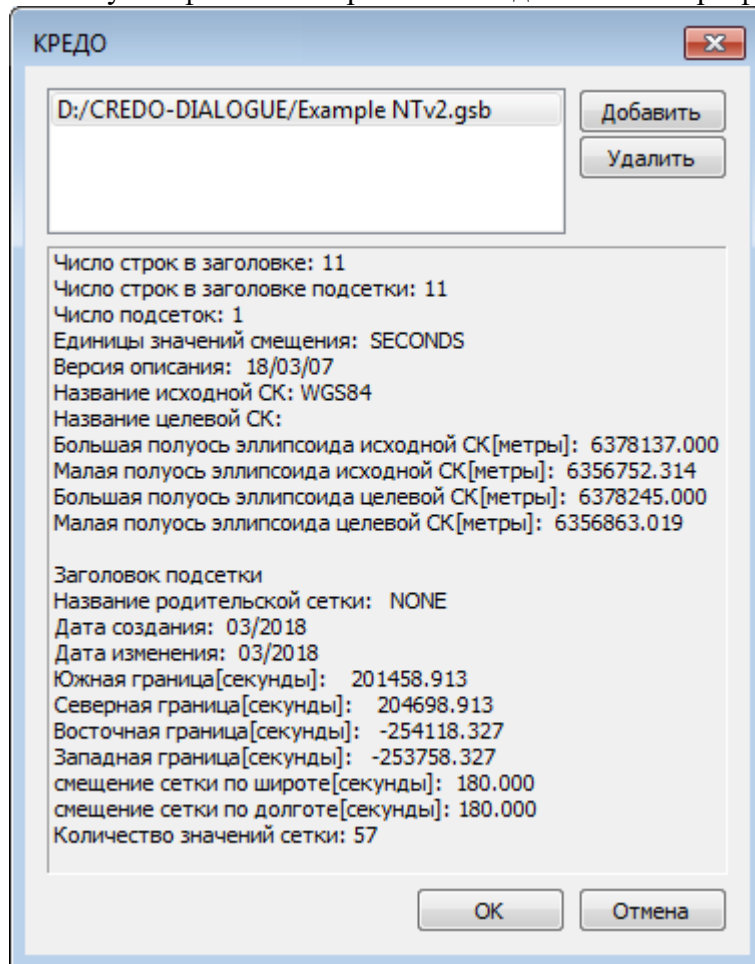 КРЕДО
D:/CREDO-DIALOGUE/Example NTv2.gsb
Добавить
Удалить
Число строк в заголовке: 11
Число строк в заголовке подсетки: 11
Число подсеток: 1
Единицы значений смещения: SECONDS
Версия описания: 18/03/07
Название исходной СК: WGS84
Название целевой СК:
Большая полуось эллипсоида исходной СК[метры]: 6378137.000
Малая полуось эллипсоида исходной СК[метры]: 6356752.314
Большая полуось эллипсоида целевой СК[метры]: 6378245.000
Малая полуось эллипсоида целевой СК[метры]: 6356863.019
Заголовок подсетки
Название родительской сетки: NONE
Дата создания: 03/2018
Дата изменения: 03/2018
Южная граница[секунды]: 201458.913
Северная граница[секунды]: 204698.913
Восточная граница[секунды]: -254118.327
Западная граница[секунды]: -253758.327
смещение сетки по широте[секунды]: 180.000
смещение сетки по долготе[секунды]: 180.000
Количество значений сетки: 57
ОК
Отмена